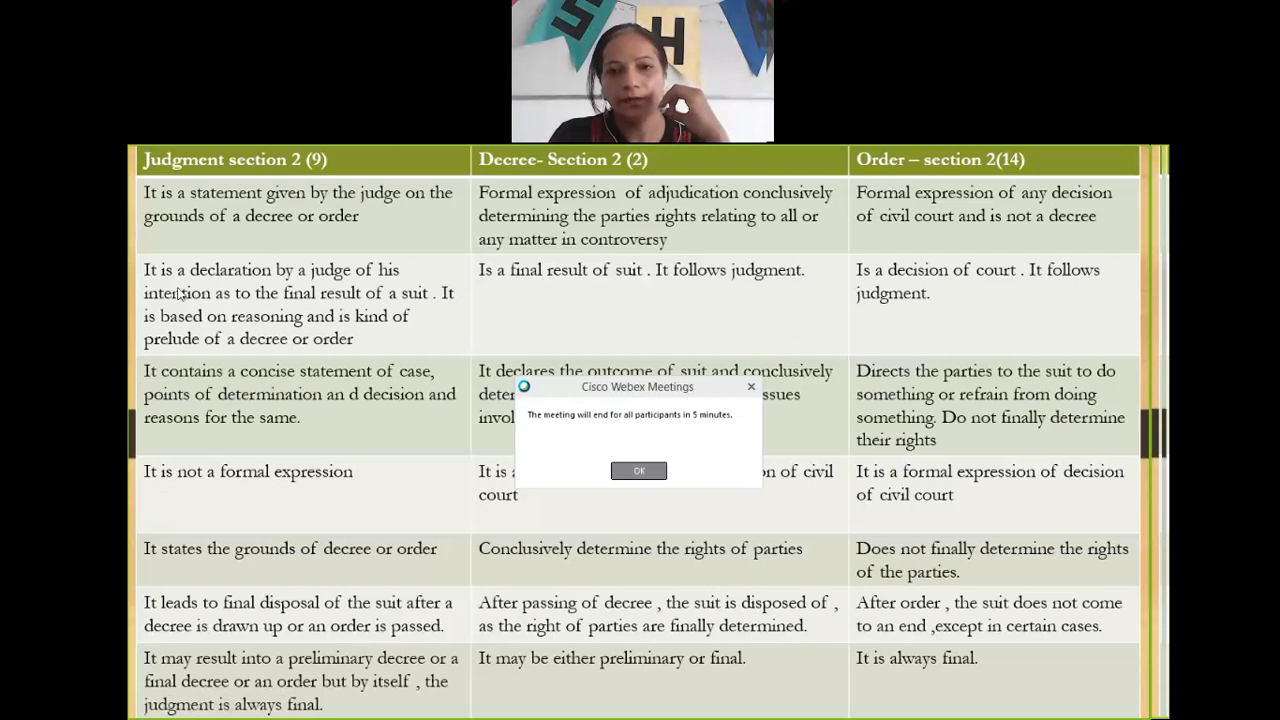 S H
Judgment section 2 (9)
Decree- Section 2 (2)
Order – section 2(14)
It is a statement given by the judge on the
grounds of a decree or order
Formal expression of adjudication conclusively
determining the parties rights relating to all or
any matter in controversy
Formal expression of any decision
of civil court and is not a decree
It is a declaration by a judge of his
intention as to the final result of a suit . It
is based on reasoning and is kind of
prelude of a decree or order
Is a final result of suit . It follows judgment.
Is a decision of court . It follows
judgment.
It contains a concise statement of case,
points of determination an d decision and
reasons for the same.
It declares the outcome of suit and conclusively
Directs the parties to the suit to do
something or refrain from doing
something. Do not finally determine
their rights
Cisco Webex Meetings
The meeting will end for all participants in 5 minutes.
OK
It is not a formal expression
It is
on of civil
court
It is a formal expression of decision
of civil court
It states the grounds of decree or order
Conclusively determine the rights of parties
Does not finally determine the rights
of the parties.
It leads to final disposal of the suit after a
decree is drawn up or an order is passed.
After passing of decree , the suit is disposed of ,
as the right of parties are finally determined.
After order , the suit does not come
to an end ,except in certain cases.
It may result into a preliminary decree or a
final decree or an order but by itself , the
judgment is always final.
It may be either preliminary or final.
It is always final.